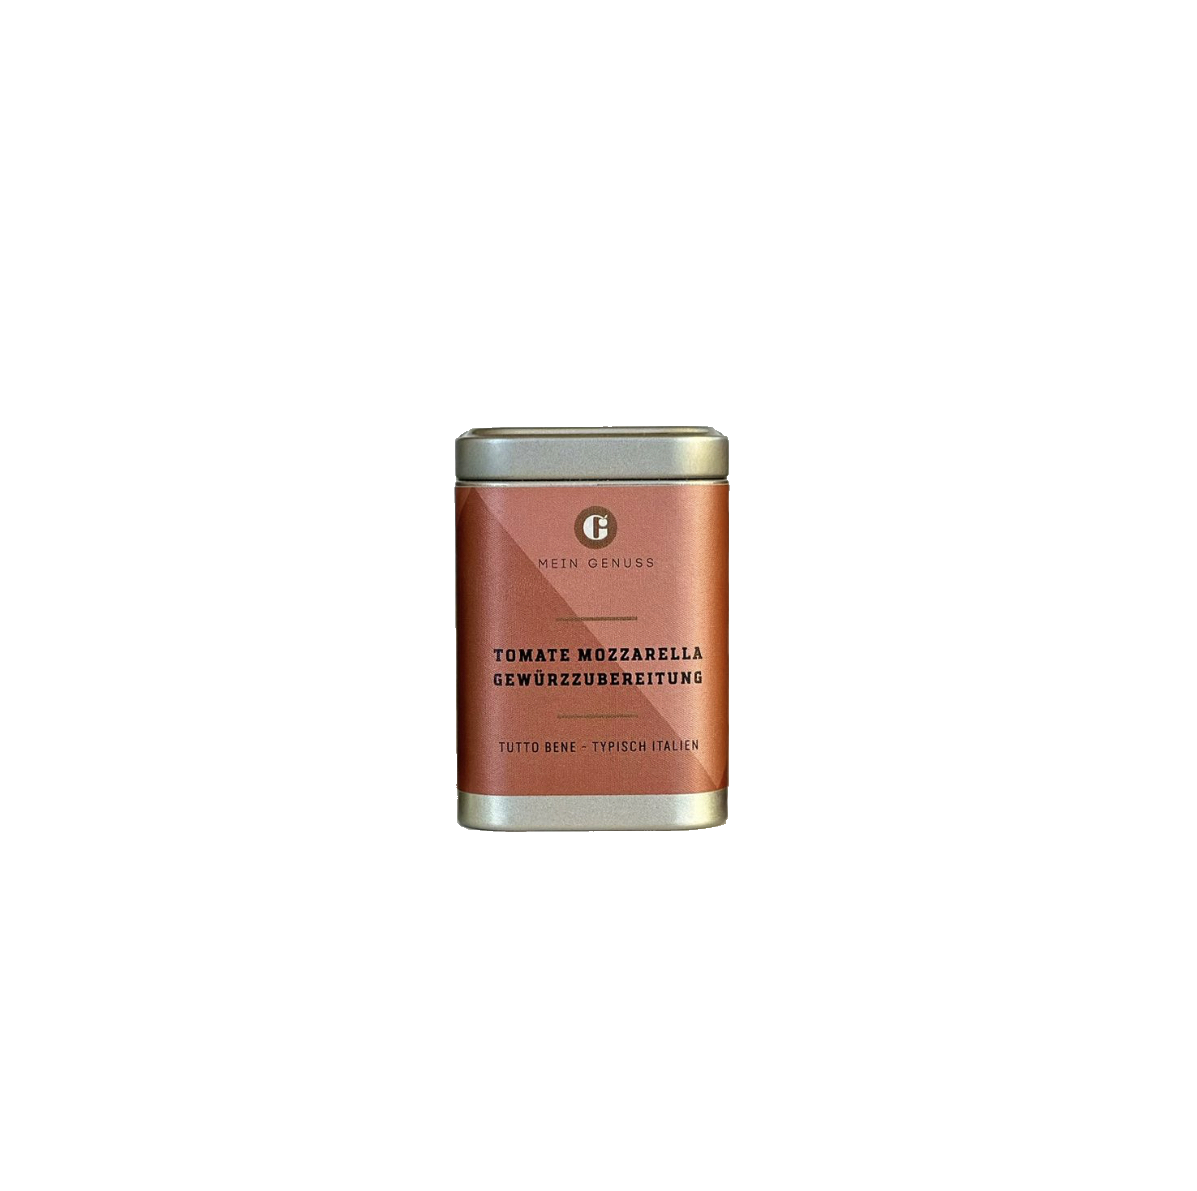 G
MEIN GENUSS
TOMATE MOZZARELLA
GEWÜRZZUBEREITUNG
TUTTO BENE - TYPISCH ITALIEN